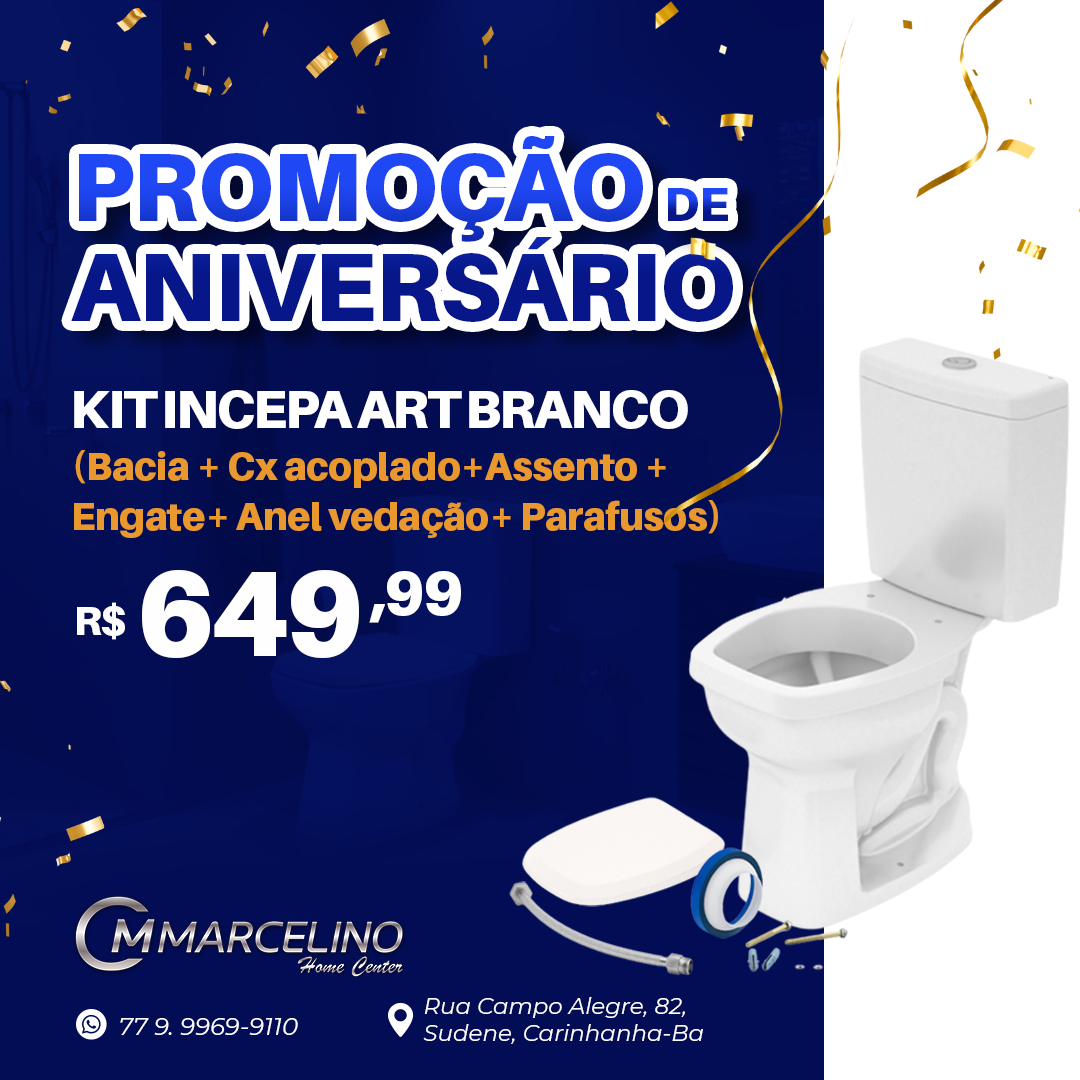 PROMOÇÃO DE
ANIVERSÁRIO
KIT INCEPA ART BRANCO
(Bacia + Cx acoplado+Assento +
Engate+ Anel vedação+ Parafusos)
R$ 649,99
CM MARCELINO
Home Center
77 9. 9969-9110
Rua Campo Alegre, 82,
Sudene, Carinhanha-Ba